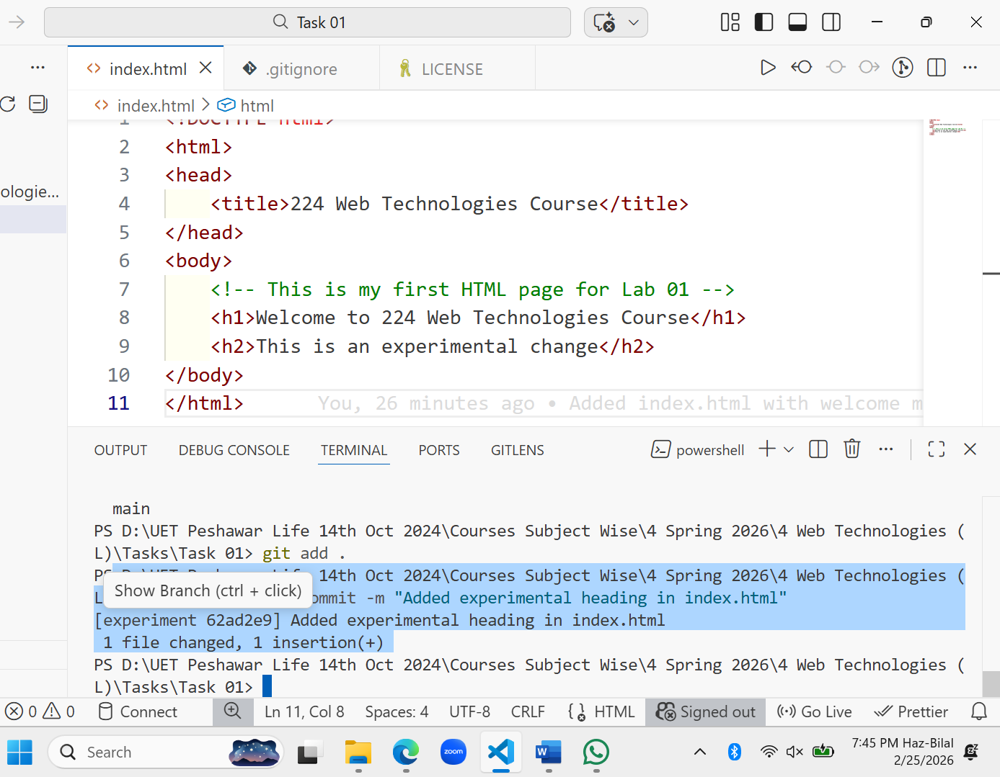 Task 01
index.html
.gitignore
LICENSE
index.html > html
ologie...
1 <!DOCTYPE html>
2 <html>
3 <head>
4 <title>224 Web Technologies Course</title>
5 </head>
6 <body>
7 <!-- This is my first HTML page for Lab 01 -->
8 <h1>Welcome to 224 Web Technologies Course</h1>
9 <h2>This is an experimental change</h2>
10 </body>
11 </html> You, 26 minutes ago • Added index.html with welcome m
OUTPUT DEBUG CONSOLE TERMINAL PORTS GITLENS powershell
main
PS D:\UET Peshawar Life 14th Oct 2024\Courses Subject Wise\4 Spring 2026\4 Web Technologies (
L)\Tasks\Task 01> git add .
14th Oct 2024\Courses Subject Wise\4 Spring 2026\4 Web Technologies (
Show Branch (ctrl + click)
ommit -m "Added experimental heading in index.html"
[experiment 62ad2e9] Added experimental heading in index.html
1 file changed, 1 insertion(+)
PS D:\UET Peshawar Life 14th Oct 2024\Courses Subject Wise\4 Spring 2026\4 Web Technologies (
L)\Tasks\Task 01>
0 0 Connect Ln 11, Col 8 Spaces: 4 UTF-8 CRLF HTML Signed out Go Live Prettier
Search
zoom
W
7:45 PM Haz-Bilal
2/25/2026